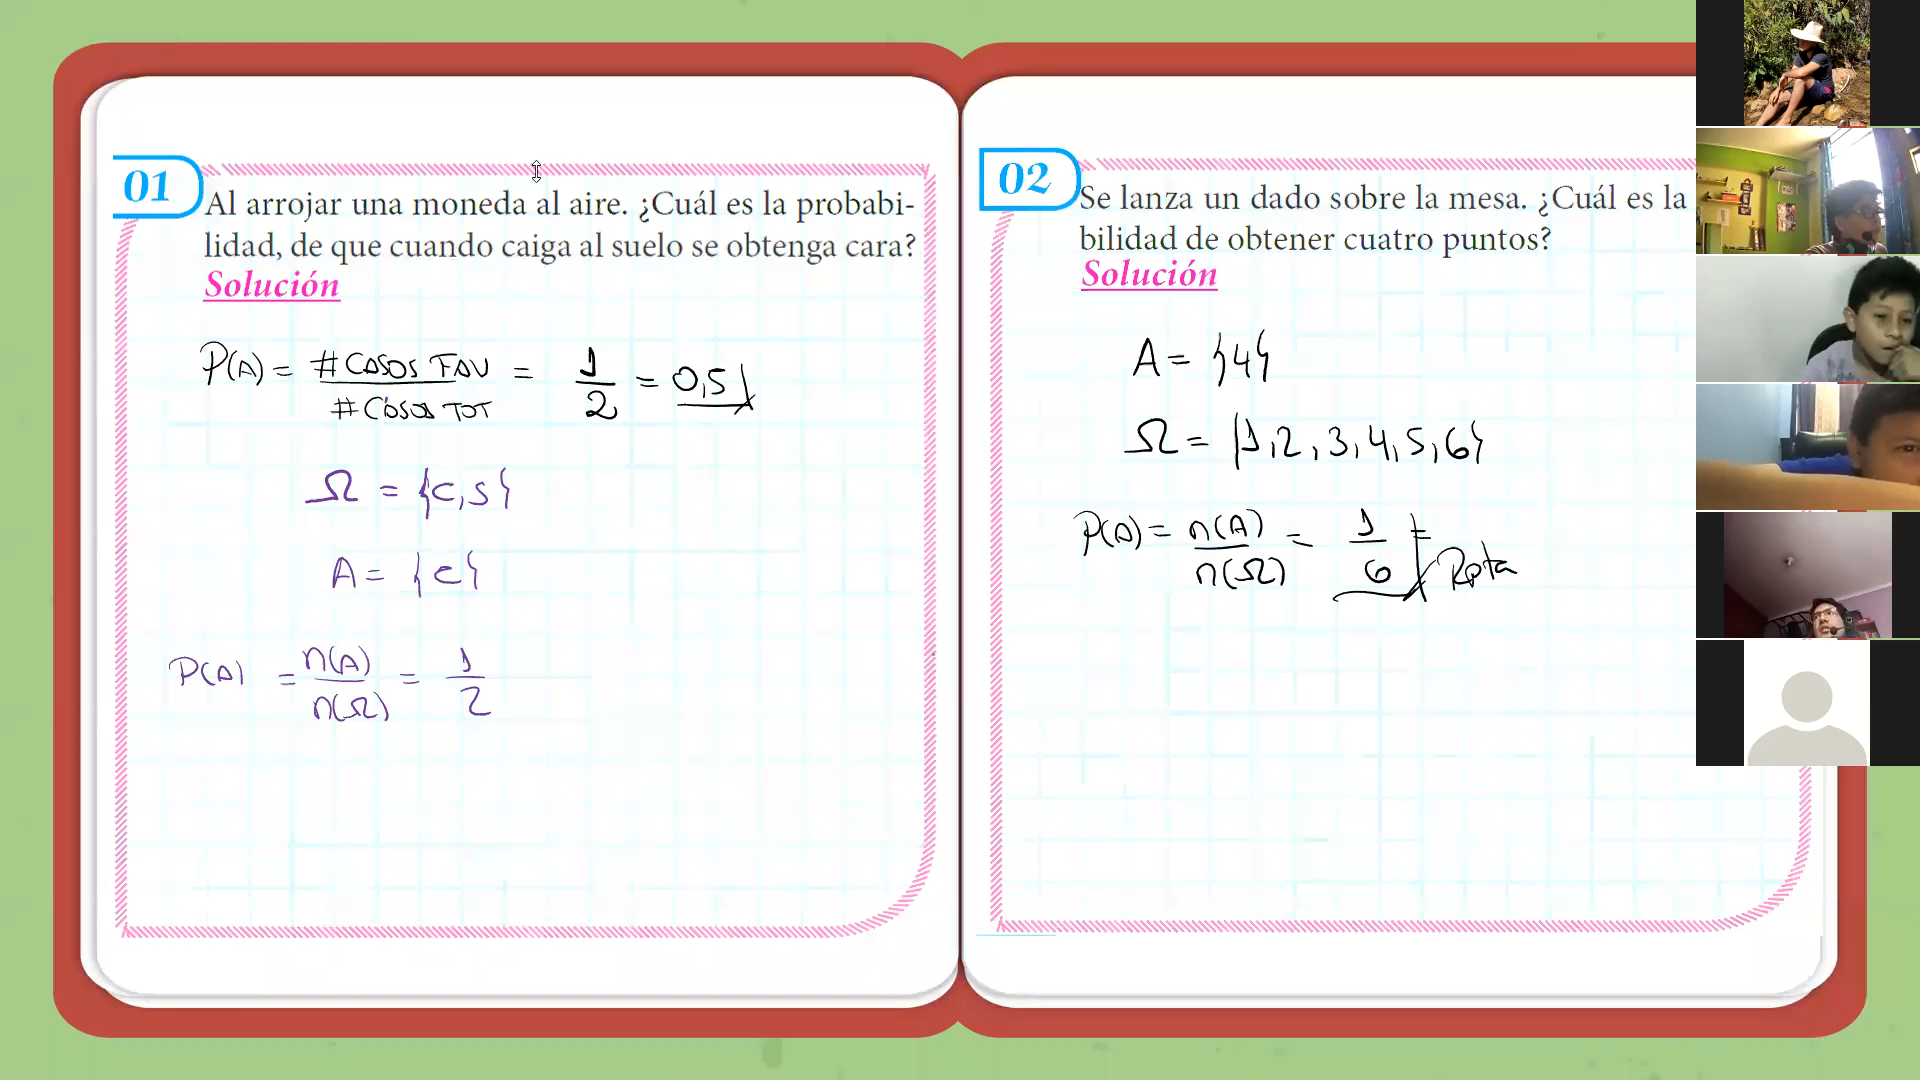 01
Al arrojar una moneda al aire. ¿Cuál es la probabi-
lidad, de que cuando caiga al suelo se obtenga cara?
Solución
P(A) = # CASOS FAV / # CASOS TOT = 1/2 = 0,5
Ω = {C,S}
A = {C}
P(A) = n(A)/n(Ω) = 1/2
02
Se lanza un dado sobre la mesa. ¿Cuál es la
bilidad de obtener cuatro puntos?
Solución
A = {4}
Ω = {1,2,3,4,5,6}
P(A) = n(A)/n(Ω) = 1/6 = Rpta